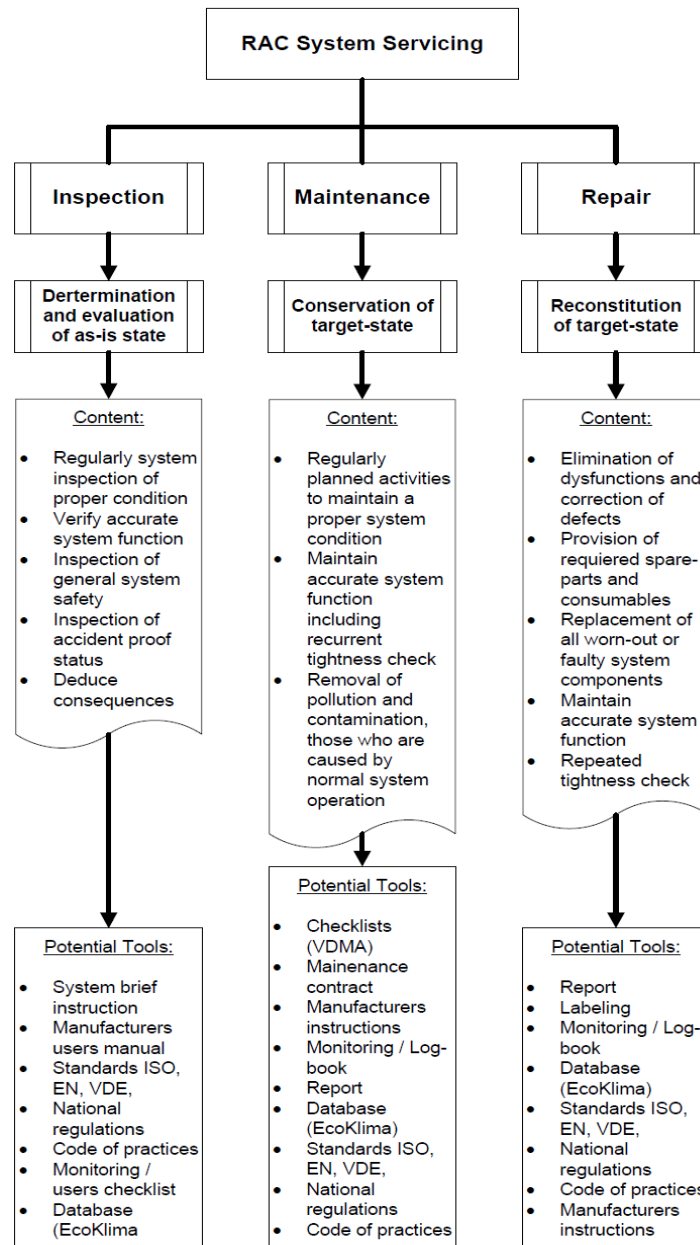 RAC System Servicing
Inspection
Dertermination
and evaluation
of as-is state
Content:
• Regularly system
inspection of
proper condition
• Verify accurate
system function
• Inspection of
general system
safety
• Inspection of
accident proof
status
• Deduce
consequences
Potential Tools:
• System brief
instruction
• Manufacturers
users manual
• Standards ISO,
EN, VDE,
• National
regulations
• Code of practices
• Monitoring /
users checklist
• Database
(EcoKlima
Maintenance
Conservation of
target-state
Content:
• Regularly
planned activities
to maintain a
proper system
condition
• Maintain
accurate system
function
including
recurrent
tightness check
• Removal of
pollution and
contamination,
those who are
caused by
normal system
operation
Potential Tools:
• Checklists
(VDMA)
• Mainenance
contract
• Manufacturers
instructions
• Monitoring / Log-
book
• Report
• Database
(EcoKlima)
• Standards ISO,
EN, VDE,
• National
regulations
• Code of practices
Repair
Reconstitution
of target-state
Content:
• Elimination of
dysfunctions and
correction of
defects
• Provision of
requiered spare-
parts and
consumables
• Replacement of
all worn-out or
faulty system
components
• Maintain
accurate system
function
• Repeated
tightness check
Potential Tools:
• Report
• Labeling
• Monitoring / Log-
book
• Database
(EcoKlima)
• Standards ISO,
EN, VDE,
• National
regulations
• Code of practices
• Manufacturers
instructions